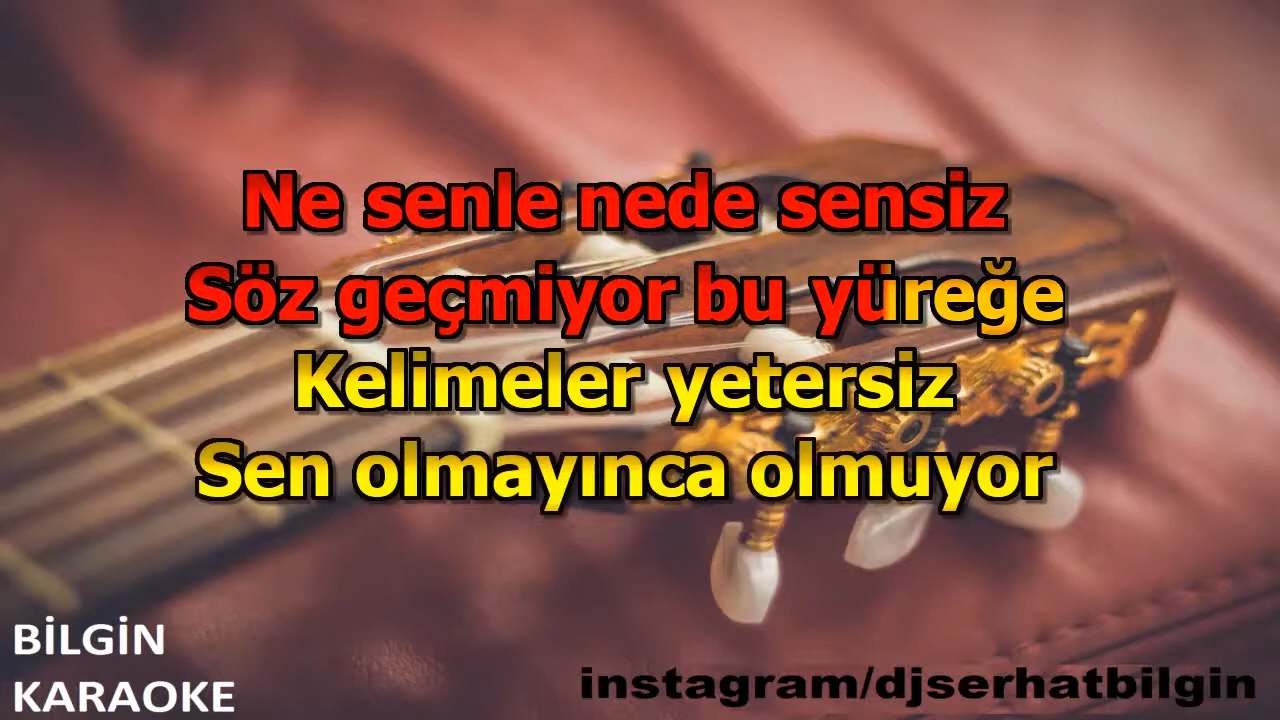 Ne senle nede sensiz
Söz geçmiyor bu yüreğe
Kelimeler yetersiz
Sen olmayınca olmuyor
BİLGİN
KARAOKE
instagram/djserhatbilgin